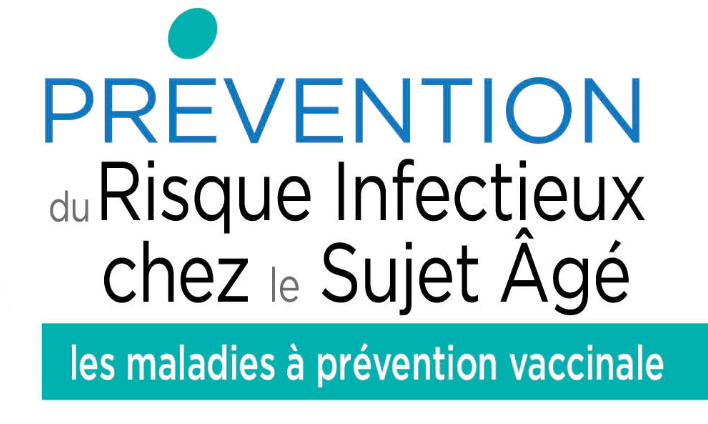 PRÉVENTION
du Risque Infectieux
chez le Sujet Âgé
les maladies à prévention vaccinale